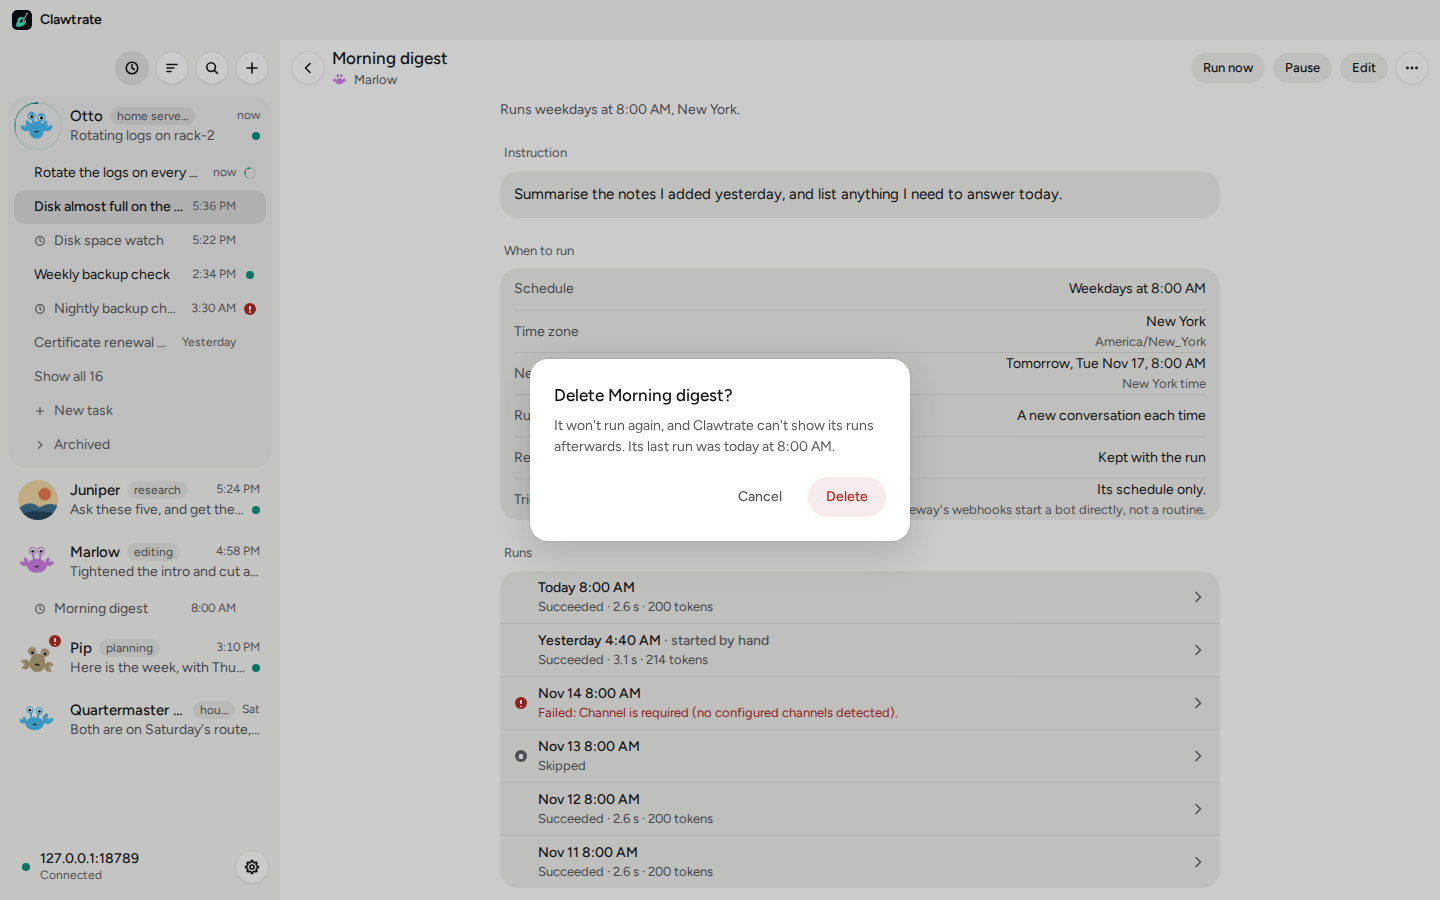 Clawtrate
Otto
home serve...
now
Rotating logs on rack-2
Rotate the logs on every ...
now
Disk almost full on the ...
5:36 PM
Disk space watch
5:22 PM
Weekly backup check
2:34 PM
Nightly backup ch...
3:30 AM
Certificate renewal ...
Yesterday
Show all 16
New task
Archived
Juniper
research
5:24 PM
Ask these five, and get the...
Marlow
editing
4:58 PM
Tightened the intro and cut a...
Morning digest
8:00 AM
Pip
planning
3:10 PM
Here is the week, with Thu...
Quartermaster ...
hou...
Sat
Both are on Saturday's route,...
127.0.0.1:18789
Connected
Morning digest
Marlow
Run now
Pause
Edit
Runs weekdays at 8:00 AM, New York.
Instruction
Summarise the notes I added yesterday, and list anything I need to answer today.
When to run
Schedule
Weekdays at 8:00 AM
Time zone
New York
America/New_York
Ne
Tomorrow, Tue Nov 17, 8:00 AM
New York time
Ru
A new conversation each time
Re
Kept with the run
Tri
Its schedule only.
eway's webhooks start a bot directly, not a routine.
Delete Morning digest?
It won't run again, and Clawtrate can't show its runs
afterwards. Its last run was today at 8:00 AM.
Cancel
Delete
Runs
Today 8:00 AM
Succeeded · 2.6 s · 200 tokens
Yesterday 4:40 AM · started by hand
Succeeded · 3.1 s · 214 tokens
Nov 14 8:00 AM
Failed: Channel is required (no configured channels detected).
Nov 13 8:00 AM
Skipped
Nov 12 8:00 AM
Succeeded · 2.6 s · 200 tokens
Nov 11 8:00 AM
Succeeded · 2.6 s · 200 tokens